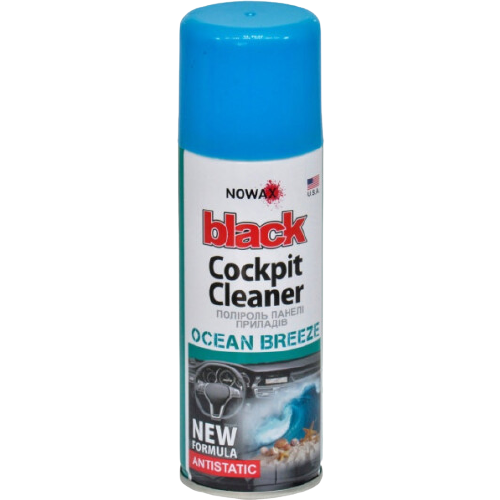 NOWAX
U.S.A
black
Cockpit
Cleaner
ПОЛІРОЛЬ ПАНЕЛІ
ПРИЛАДІВ
OCEAN BREEZE
NEW
FORMULA
ANTISTATIC